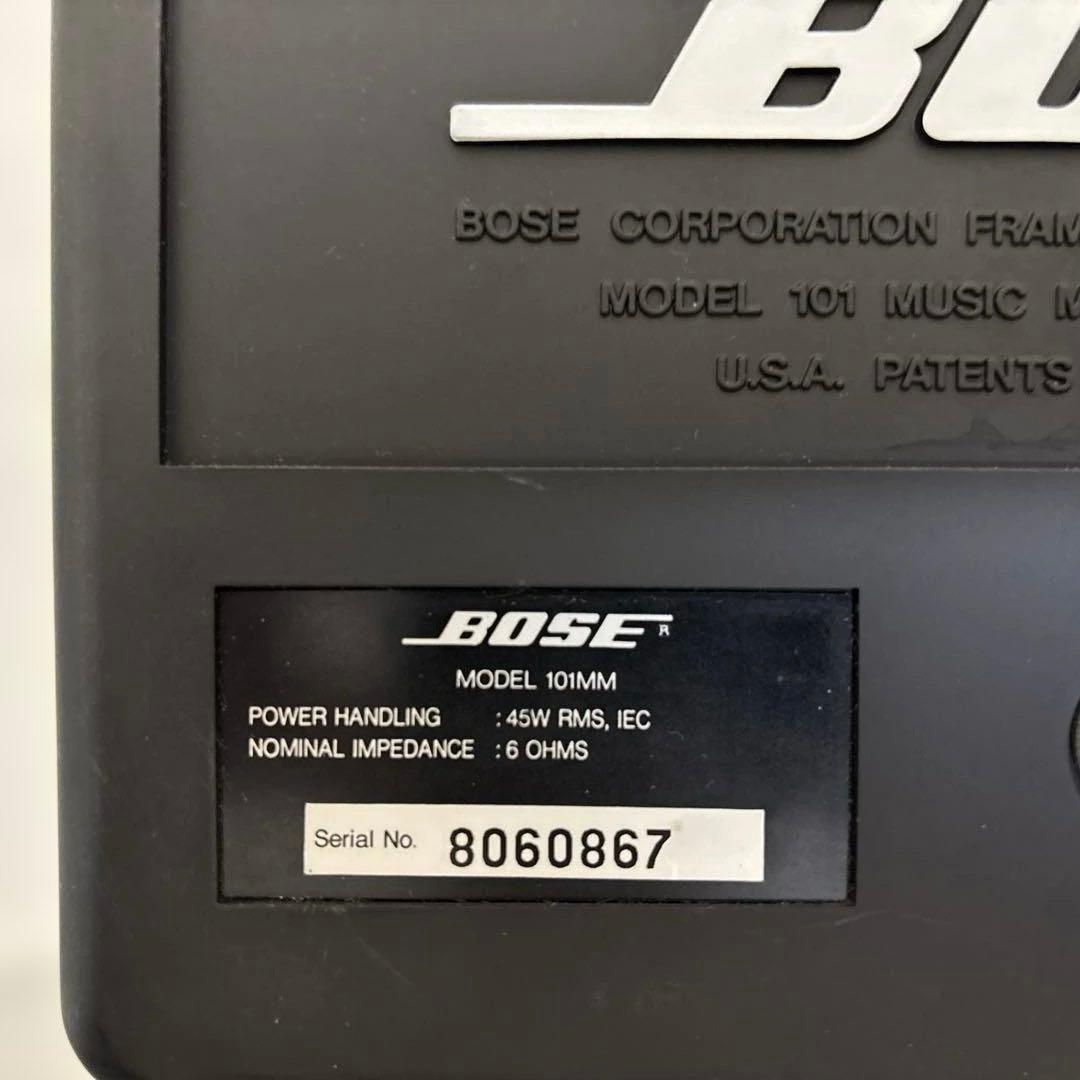 BO
BOSE CORPORATION FRAM
MODEL 101 MUSIC M
U.S.A. PATENTS
BOSE®
MODEL 101MM
POWER HANDLING : 45W RMS, IEC
NOMINAL IMPEDANCE : 6 OHMS
Serial No. 8060867